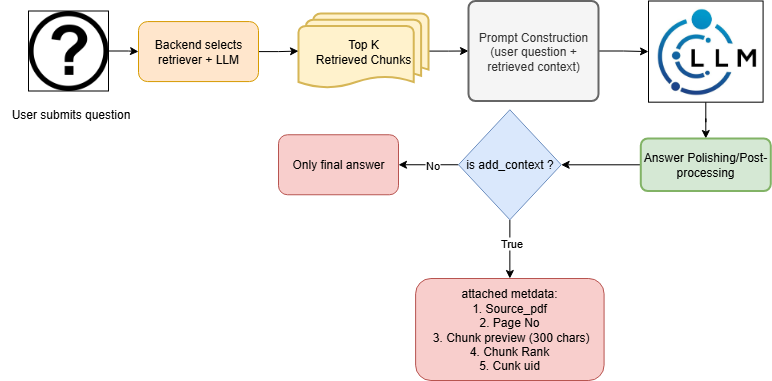 ?
User submits question
Backend selects
retriever + LLM
Top K
Retrieved Chunks
Prompt Construction
(user question +
retrieved context)
LLM
Answer Polishing/Post-
processing
is add_context ?
No
Only final answer
True
attached metdata:
1. Source_pdf
2. Page No
3. Chunk preview (300 chars)
4. Chunk Rank
5. Cunk uid